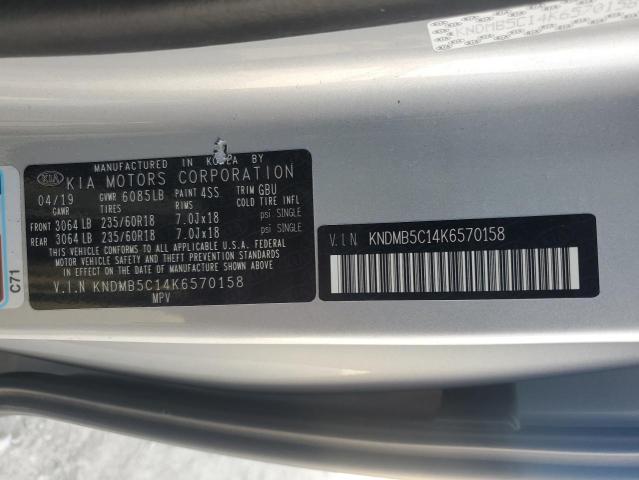 KNDMB5C14K6570158
MANUFACTURED IN KOREA BY
KIA KIA MOTORS CORPORATION
04/19 GVWR 6085LB PAINT 4SS TRIM GBU
GAWR TIRES RIMS COLD TIRE INFL
FRONT 3064 LB 235/60R18 7.0Jx18 psi SINGLE
REAR 3064 LB 235/60R18 7.0Jx18 psi SINGLE
THIS VEHICLE CONFORMS TO ALL APPLICABLE U.S.A. FEDERAL
MOTOR VEHICLE SAFETY AND THEFT PREVENTION STANDARDS
IN EFFECT ON THE DATE OF MANUFACTURE SHOWN ABOVE.
V.I.N KNDMB5C14K6570158
MPV
V.I.N KNDMB5C14K6570158
C71